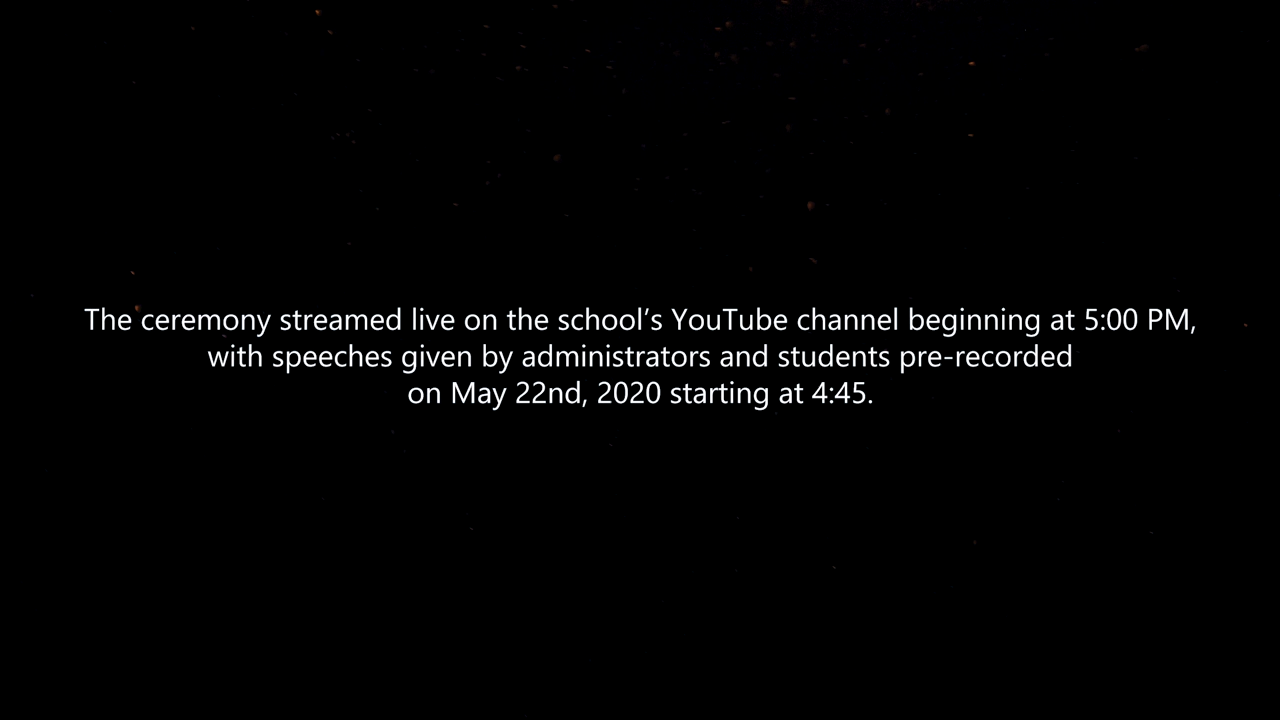 The ceremony streamed live on the school’s YouTube channel beginning at 5:00 PM,
with speeches given by administrators and students pre-recorded
on May 22nd, 2020 starting at 4:45.